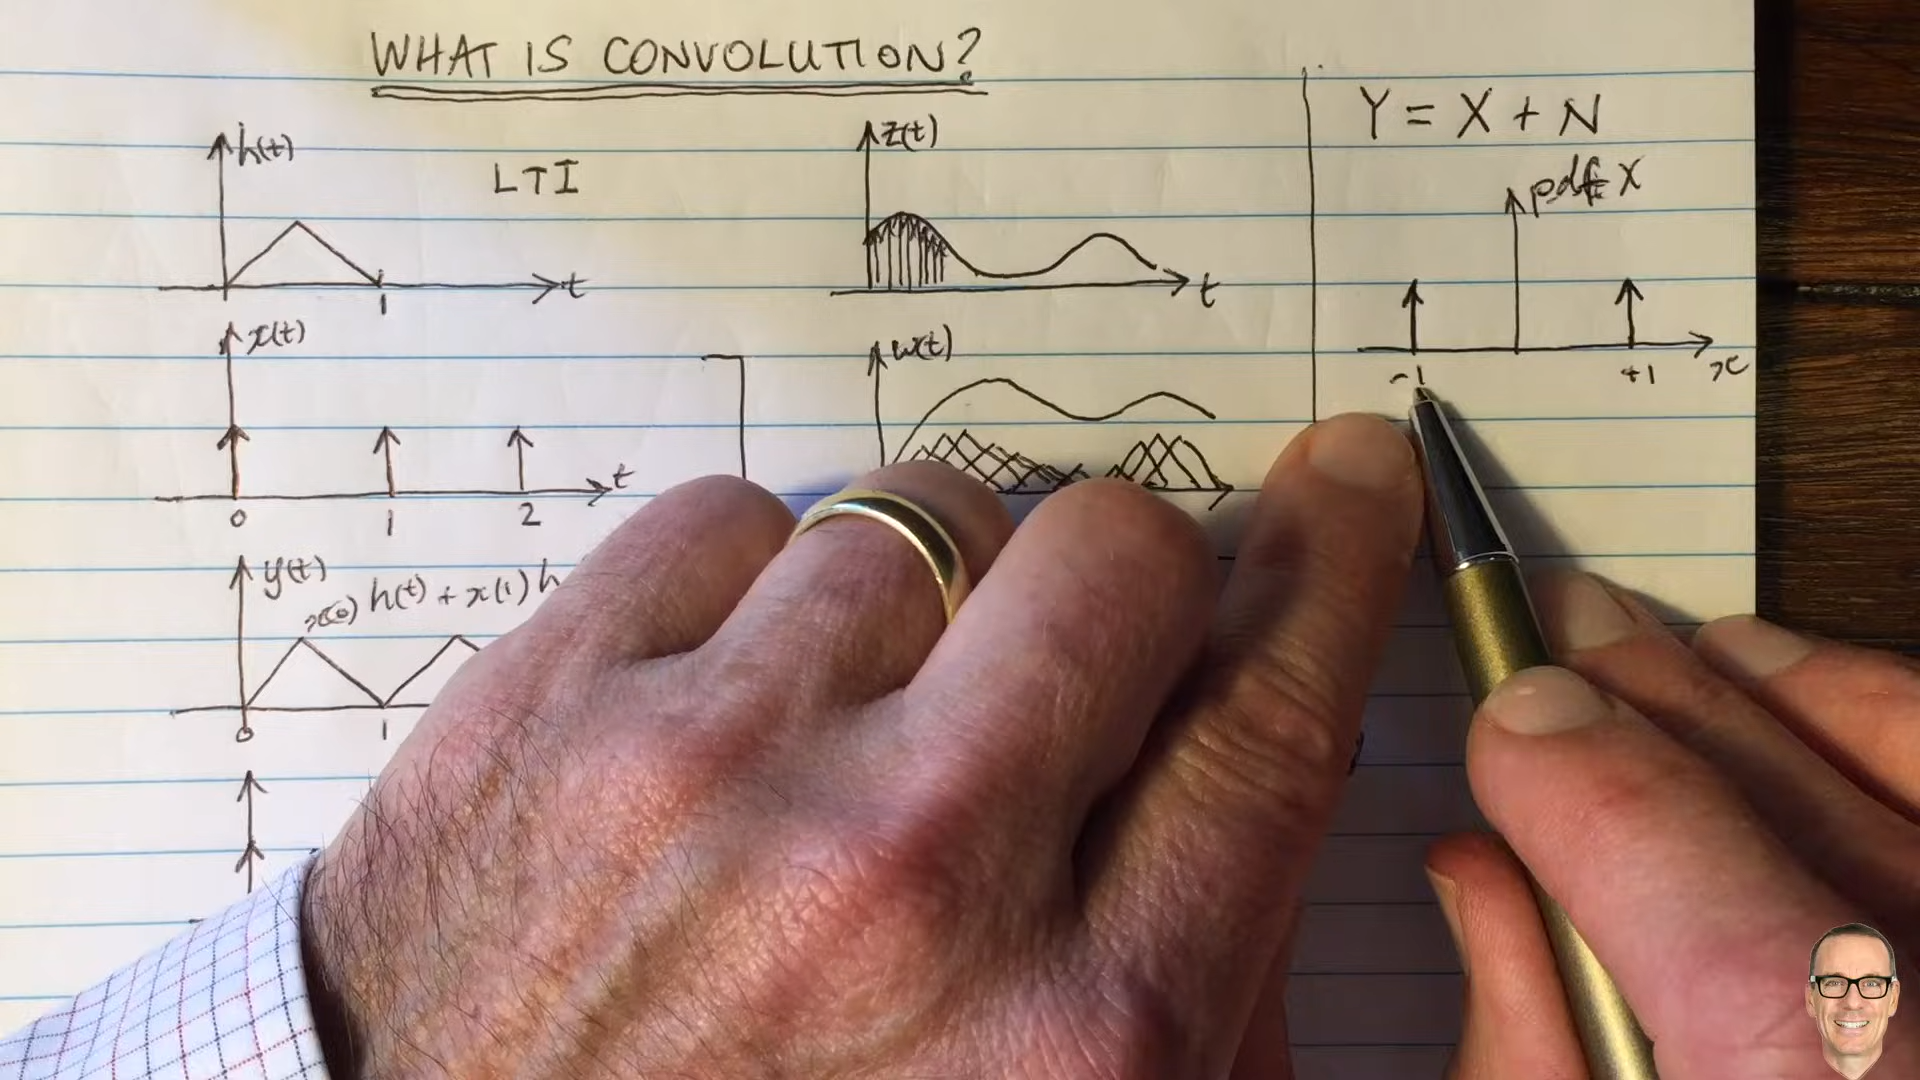 WHAT IS CONVOLUTION?
h(t)
LTI
1
t
x(t)
0
1
2
t
y(t)
x(0) h(t) + x(1) h
0
1
z(t)
t
w(t)
Y = X + N
pdf X
-1
+1
x